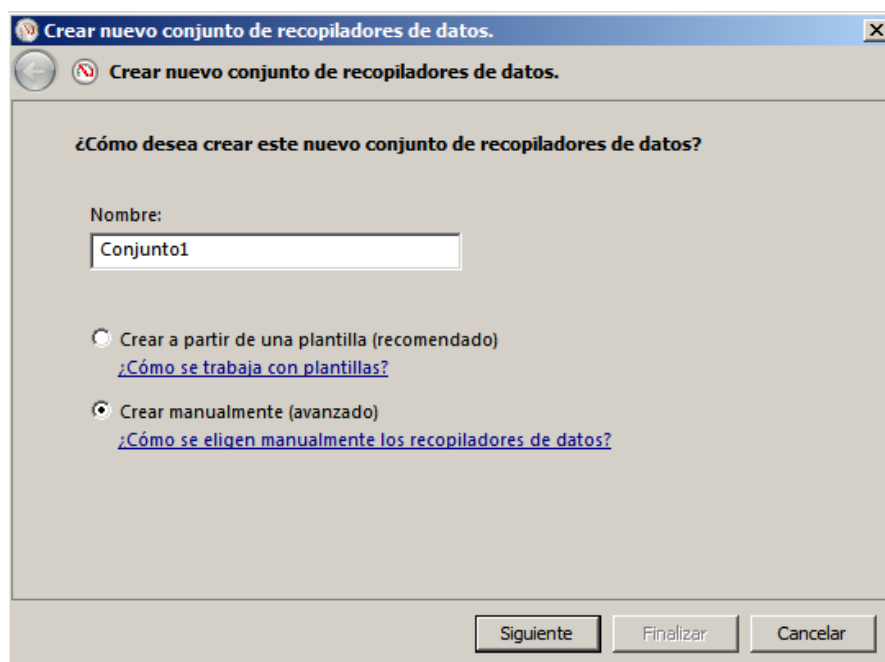 Crear nuevo conjunto de recopiladores de datos.
Crear nuevo conjunto de recopiladores de datos.
¿Cómo desea crear este nuevo conjunto de recopiladores de datos?
Nombre:
Conjunto1
Crear a partir de una plantilla (recomendado)
¿Cómo se trabaja con plantillas?
Crear manualmente (avanzado)
¿Cómo se eligen manualmente los recopiladores de datos?
Siguiente
Finalizar
Cancelar